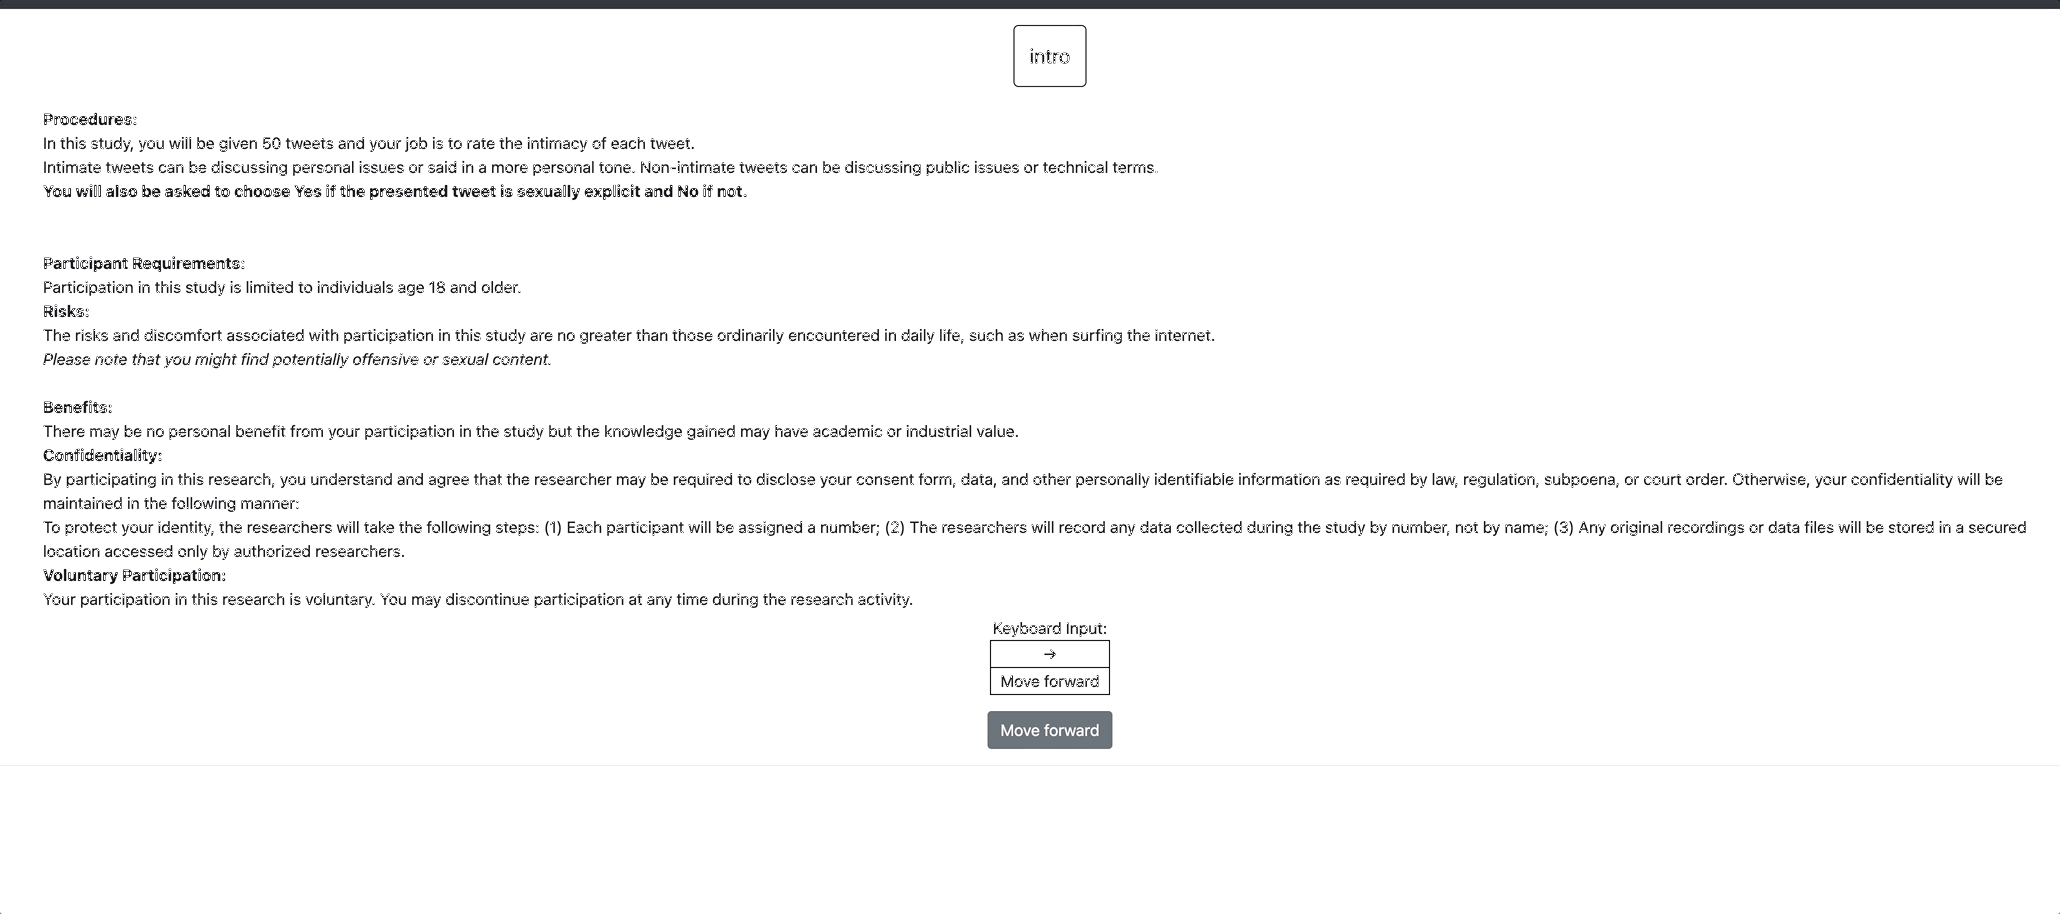 intro
Procedures:
In this study, you will be given 50 tweets and your job is to rate the intimacy of each tweet.
Intimate tweets can be discussing personal issues or said in a more personal tone. Non-intimate tweets can be discussing public issues or technical terms.
You will also be asked to choose Yes if the presented tweet is sexually explicit and No if not.
Participant Requirements:
Participation in this study is limited to individuals age 18 and older.
Risks:
The risks and discomfort associated with participation in this study are no greater than those ordinarily encountered in daily life, such as when surfing the internet.
Please note that you might find potentially offensive or sexual content.
Benefits:
There may be no personal benefit from your participation in the study but the knowledge gained may have academic or industrial value.
Confidentiality:
By participating in this research, you understand and agree that the researcher may be required to disclose your consent form, data, and other personally identifiable information as required by law, regulation, subpoena, or court order. Otherwise, your confidentiality will be
maintained in the following manner:
To protect your identity, the researchers will take the following steps: (1) Each participant will be assigned a number; (2) The researchers will record any data collected during the study by number, not by name; (3) Any original recordings or data files will be stored in a secured
location accessed only by authorized researchers.
Voluntary Participation:
Your participation in this research is voluntary. You may discontinue participation at any time during the research activity.
Keyboard Input:
→
Move forward
Move forward